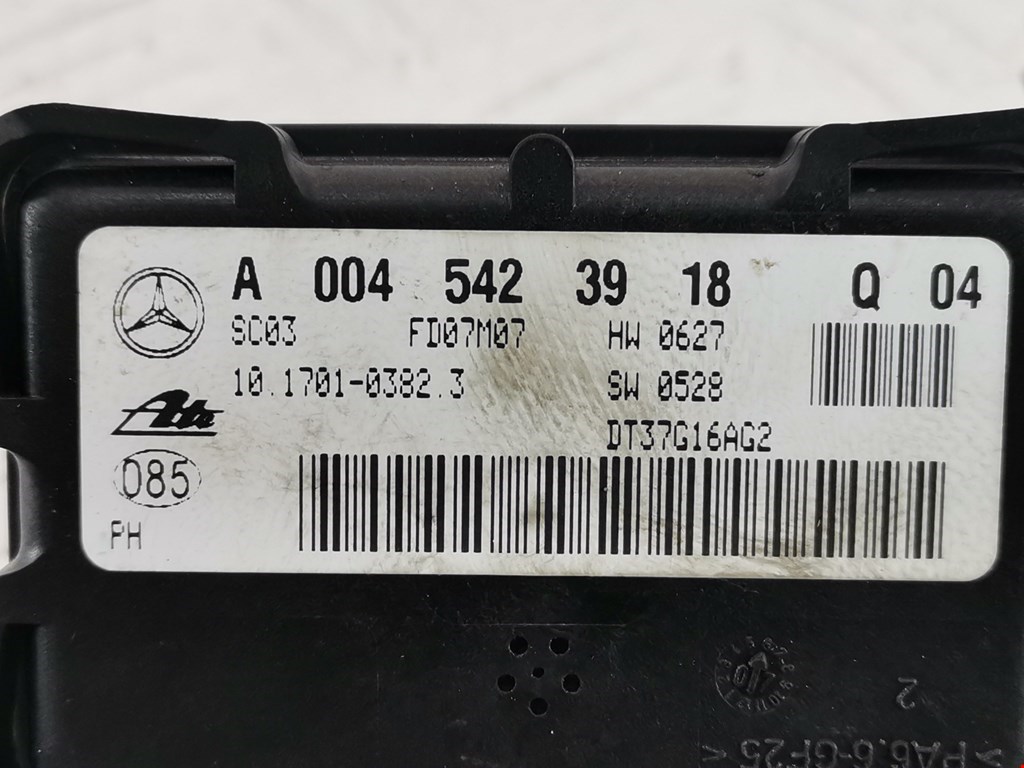 A 004 542 39 18 Q 04
SC03 FD07M07 HW 0627
10.1701-0382.3 SW 0528
Ate
DT37G16AG2
085
PH
2
>PA6.6-GF25<